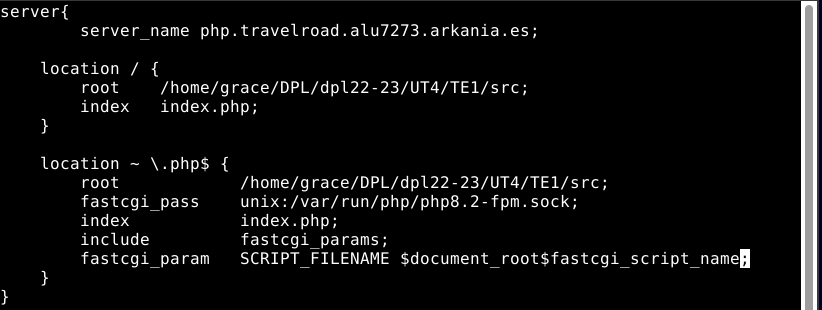 server{
        server_name php.travelroad.alu7273.arkania.es;

    location / {
        root    /home/grace/DPL/dpl22-23/UT4/TE1/src;
        index   index.php;
    }

    location ~ \.php$ {
        root            /home/grace/DPL/dpl22-23/UT4/TE1/src;
        fastcgi_pass    unix:/var/run/php/php8.2-fpm.sock;
        index           index.php;
        include         fastcgi_params;
        fastcgi_param   SCRIPT_FILENAME $document_root$fastcgi_script_name;
    }
}